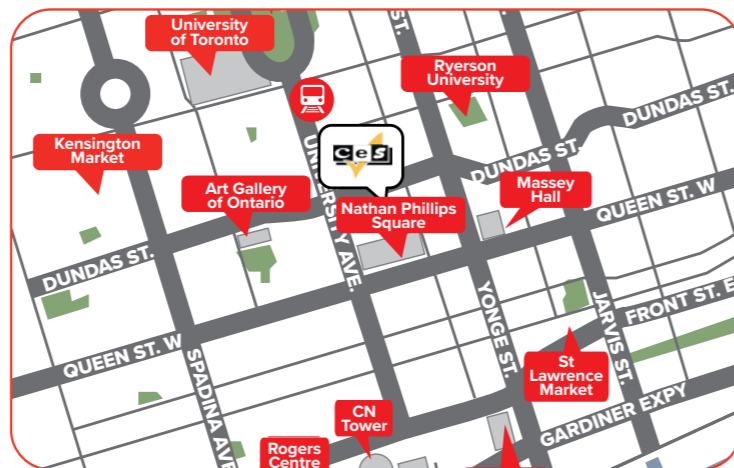 University
of Toronto
ST.
Ryerson
University
DUNDAS ST.
Kensington
Market
CES
UNIVERSITY AVE.
DUNDAS ST.
Art Gallery
of Ontario
Massey
Hall
Nathan Phillips
Square
QUEEN ST. W
DUNDAS ST.
YONGE ST.
JARVIS ST.
FRONT ST. E
QUEEN ST. W
SPADINA AVE
St
Lawrence
Market
CN
Tower
GARDINER EXPY
Rogers
Centre